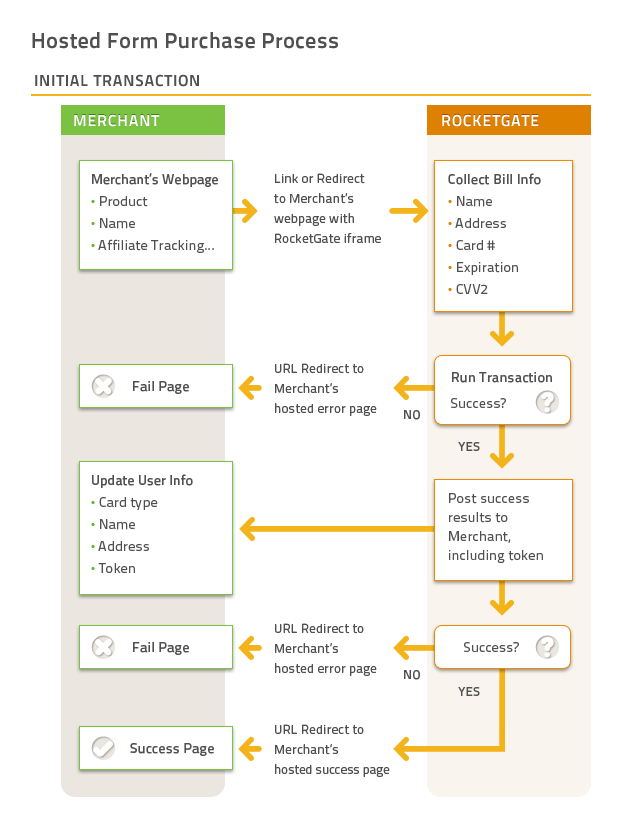 Hosted Form Purchase Process
INITIAL TRANSACTION
MERCHANT
ROCKETGATE
Merchant's Webpage
• Product
• Name
• Affiliate Tracking...
Link or Redirect
to Merchant's
webpage with
RocketGate iframe
Collect Bill Info
• Name
• Address
• Card #
• Expiration
• CVV2
Fail Page
URL Redirect to
Merchant's
hosted error page
NO
Run Transaction
Success?
?
YES
Update User Info
• Card type
• Name
• Address
• Token
Post success
results to
Merchant,
including token
Fail Page
URL Redirect to
Merchant's
hosted error page
NO
Success?
?
YES
Success Page
URL Redirect to
Merchant's
hosted success page